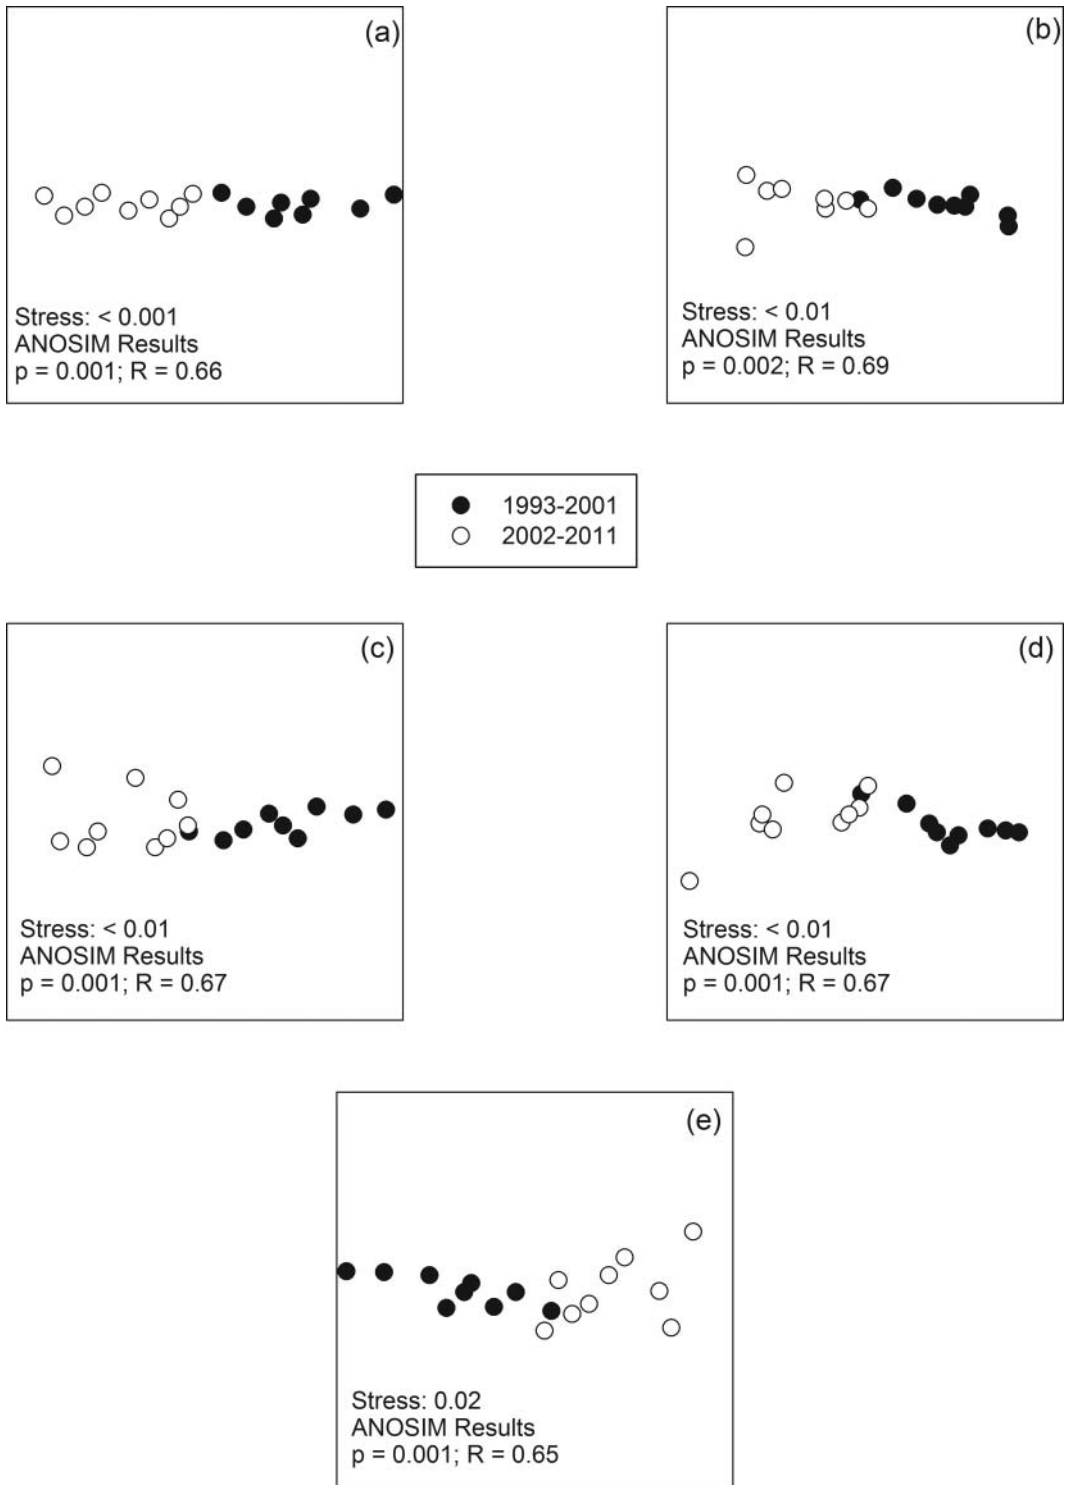 (a)
Stress: < 0.001
ANOSIM Results
p = 0.001; R = 0.66
(b)
Stress: < 0.01
ANOSIM Results
p = 0.002; R = 0.69
1993-2001
2002-2011
(c)
Stress: < 0.01
ANOSIM Results
p = 0.001; R = 0.67
(d)
Stress: < 0.01
ANOSIM Results
p = 0.001; R = 0.67
(e)
Stress: 0.02
ANOSIM Results
p = 0.001; R = 0.65